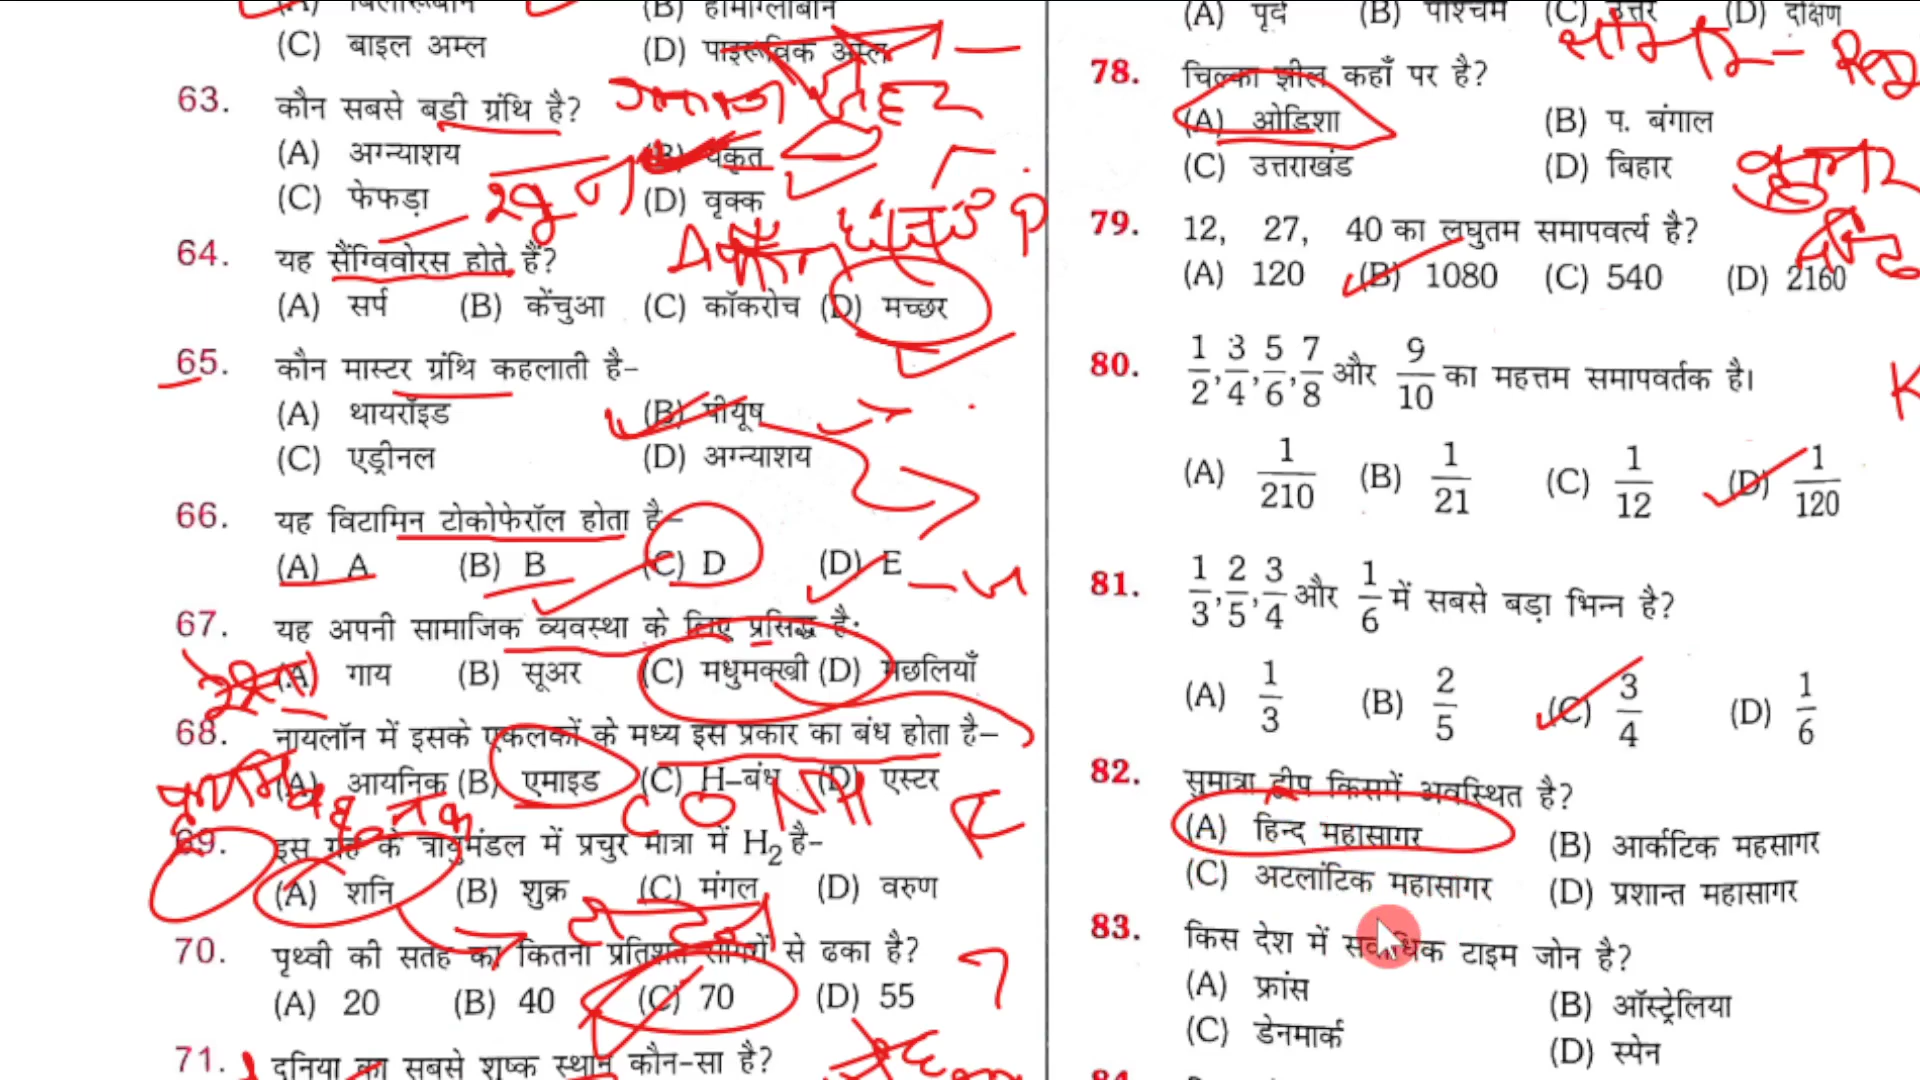 (A) बिलीरूबीन (B) हीमोग्लोबीन
(C) बाइल अम्ल (D) पाइरूविक अम्ल
63. कौन सबसे बड़ी ग्रंथि है?
(A) अग्न्याशय (B) यकृत
(C) फेफड़ा (D) वृक्क
64. यह सैंग्विवोरस होते हैं?
(A) सर्प (B) केंचुआ (C) कॉकरोच (D) मच्छर
65. कौन मास्टर ग्रंथि कहलाती है–
(A) थायरॉइड (B) पीयूष
(C) एड्रीनल (D) अग्न्याशय
66. यह विटामिन टोकोफेरॉल होता है–
(A) A (B) B (C) D (D) E
67. यह अपनी सामाजिक व्यवस्था के लिए प्रसिद्ध है-
(A) गाय (B) सूअर (C) मधुमक्खी (D) मछलियाँ
68. नायलॉन में इसके एकलकों के मध्य इस प्रकार का बंध होता है–
(A) आयनिक (B) एमाइड (C) H–बंध (D) एस्टर
CONH
69. इस ग्रह के वायुमंडल में प्रचुर मात्रा में H₂ है–
(A) शनि (B) शुक्र (C) मंगल (D) वरुण
70. पृथ्वी की सतह का कितना प्रतिशत सागरों से ढका है?
(A) 20 (B) 40 (C) 70 (D) 55
71. दुनिया का सबसे शुष्क स्थान कौन-सा है?
(A) पूर्व (B) पश्चिम (C) उत्तर (D) दक्षिण
78. चिल्का झील कहाँ पर है?
(A) ओडिशा (B) प. बंगाल
(C) उत्तराखंड (D) बिहार
79. 12, 27, 40 का लघुतम समापवर्त्य है?
(A) 120 (B) 1080 (C) 540 (D) 2160
80. 1/2, 3/4, 5/6, 7/8 और 9/10 का महत्तम समापवर्तक है।
(A) 1/210 (B) 1/21 (C) 1/12 (D) 1/120
81. 1/3, 2/5, 3/4 और 1/6 में सबसे बड़ा भिन्न है?
(A) 1/3 (B) 2/5 (C) 3/4 (D) 1/6
82. सुमात्रा द्वीप किसमें अवस्थित है?
(A) हिन्द महासागर (B) आर्कटिक महसागर
(C) अटलांटिक महासागर (D) प्रशान्त महासागर
83. किस देश में सर्वाधिक टाइम जोन है?
(A) फ्रांस (B) ऑस्ट्रेलिया
(C) डेनमार्क (D) स्पेन